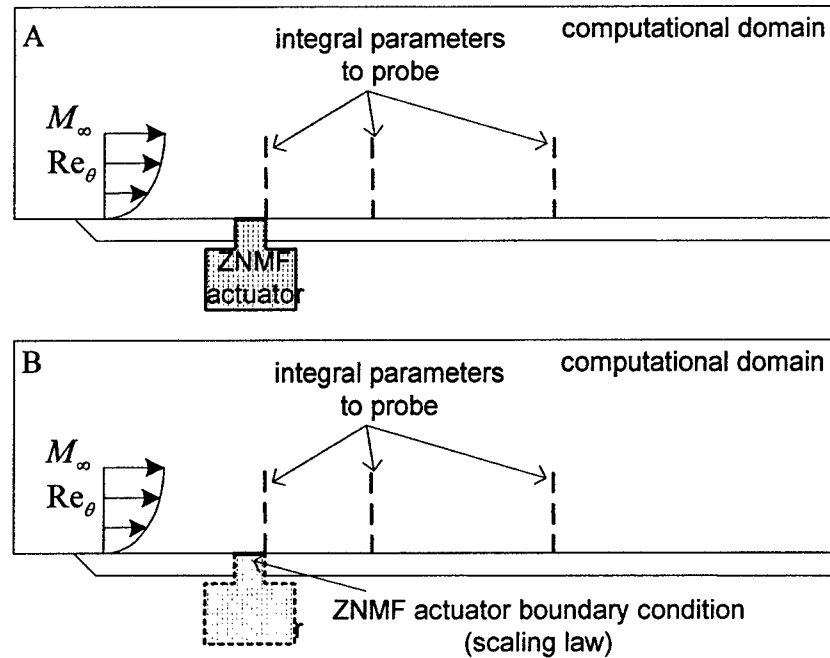 A
computational domain
integral parameters
to probe
M∞
Reθ
ZNMF
actuator
B
computational domain
integral parameters
to probe
M∞
Reθ
r
ZNMF actuator boundary condition
(scaling law)